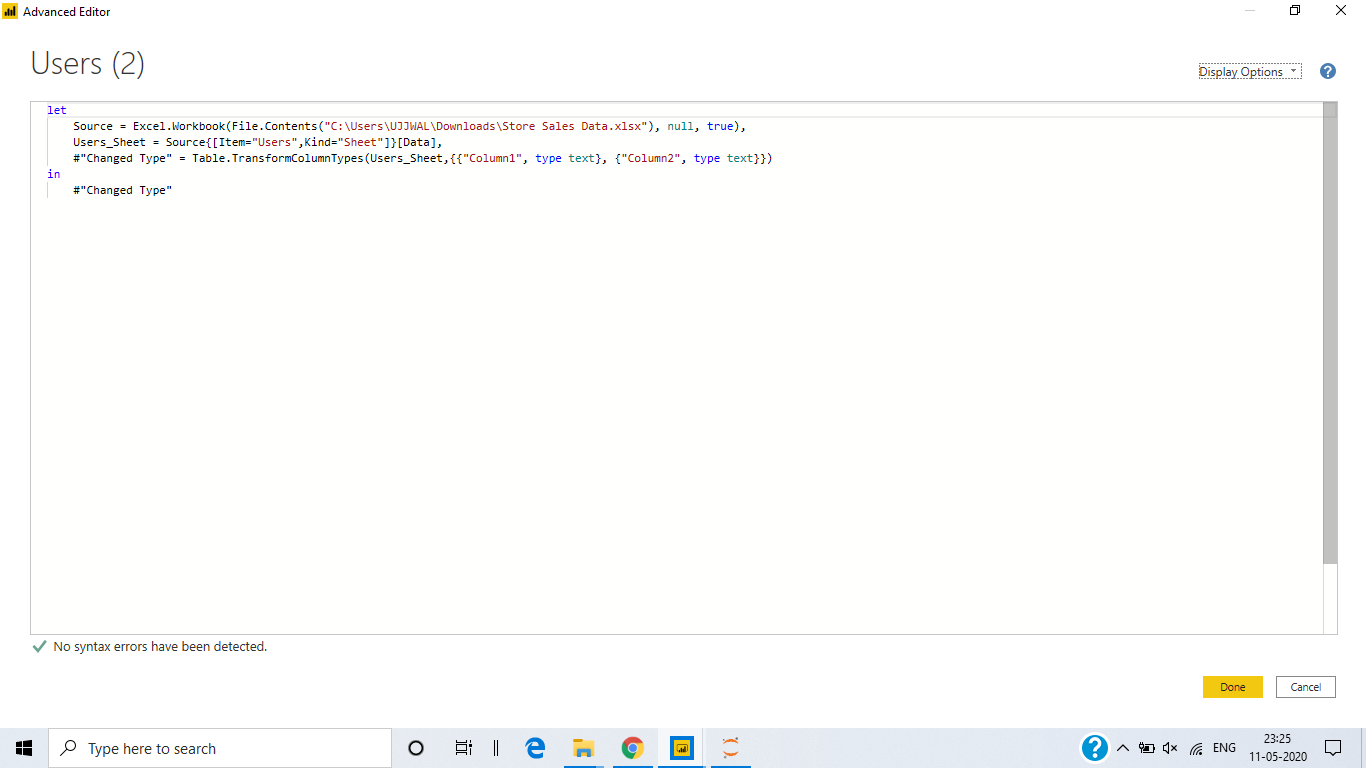 Advanced Editor
Users (2)
Display Options
?
let
    Source = Excel.Workbook(File.Contents("C:\Users\UJJWAL\Downloads\Store Sales Data.xlsx"), null, true),
    Users_Sheet = Source{[Item="Users",Kind="Sheet"]}[Data],
    #"Changed Type" = Table.TransformColumnTypes(Users_Sheet,{{"Column1", type text}, {"Column2", type text}})
in
    #"Changed Type"
No syntax errors have been detected.
Done Cancel
Type here to search
? ENG 23:25
11-05-2020